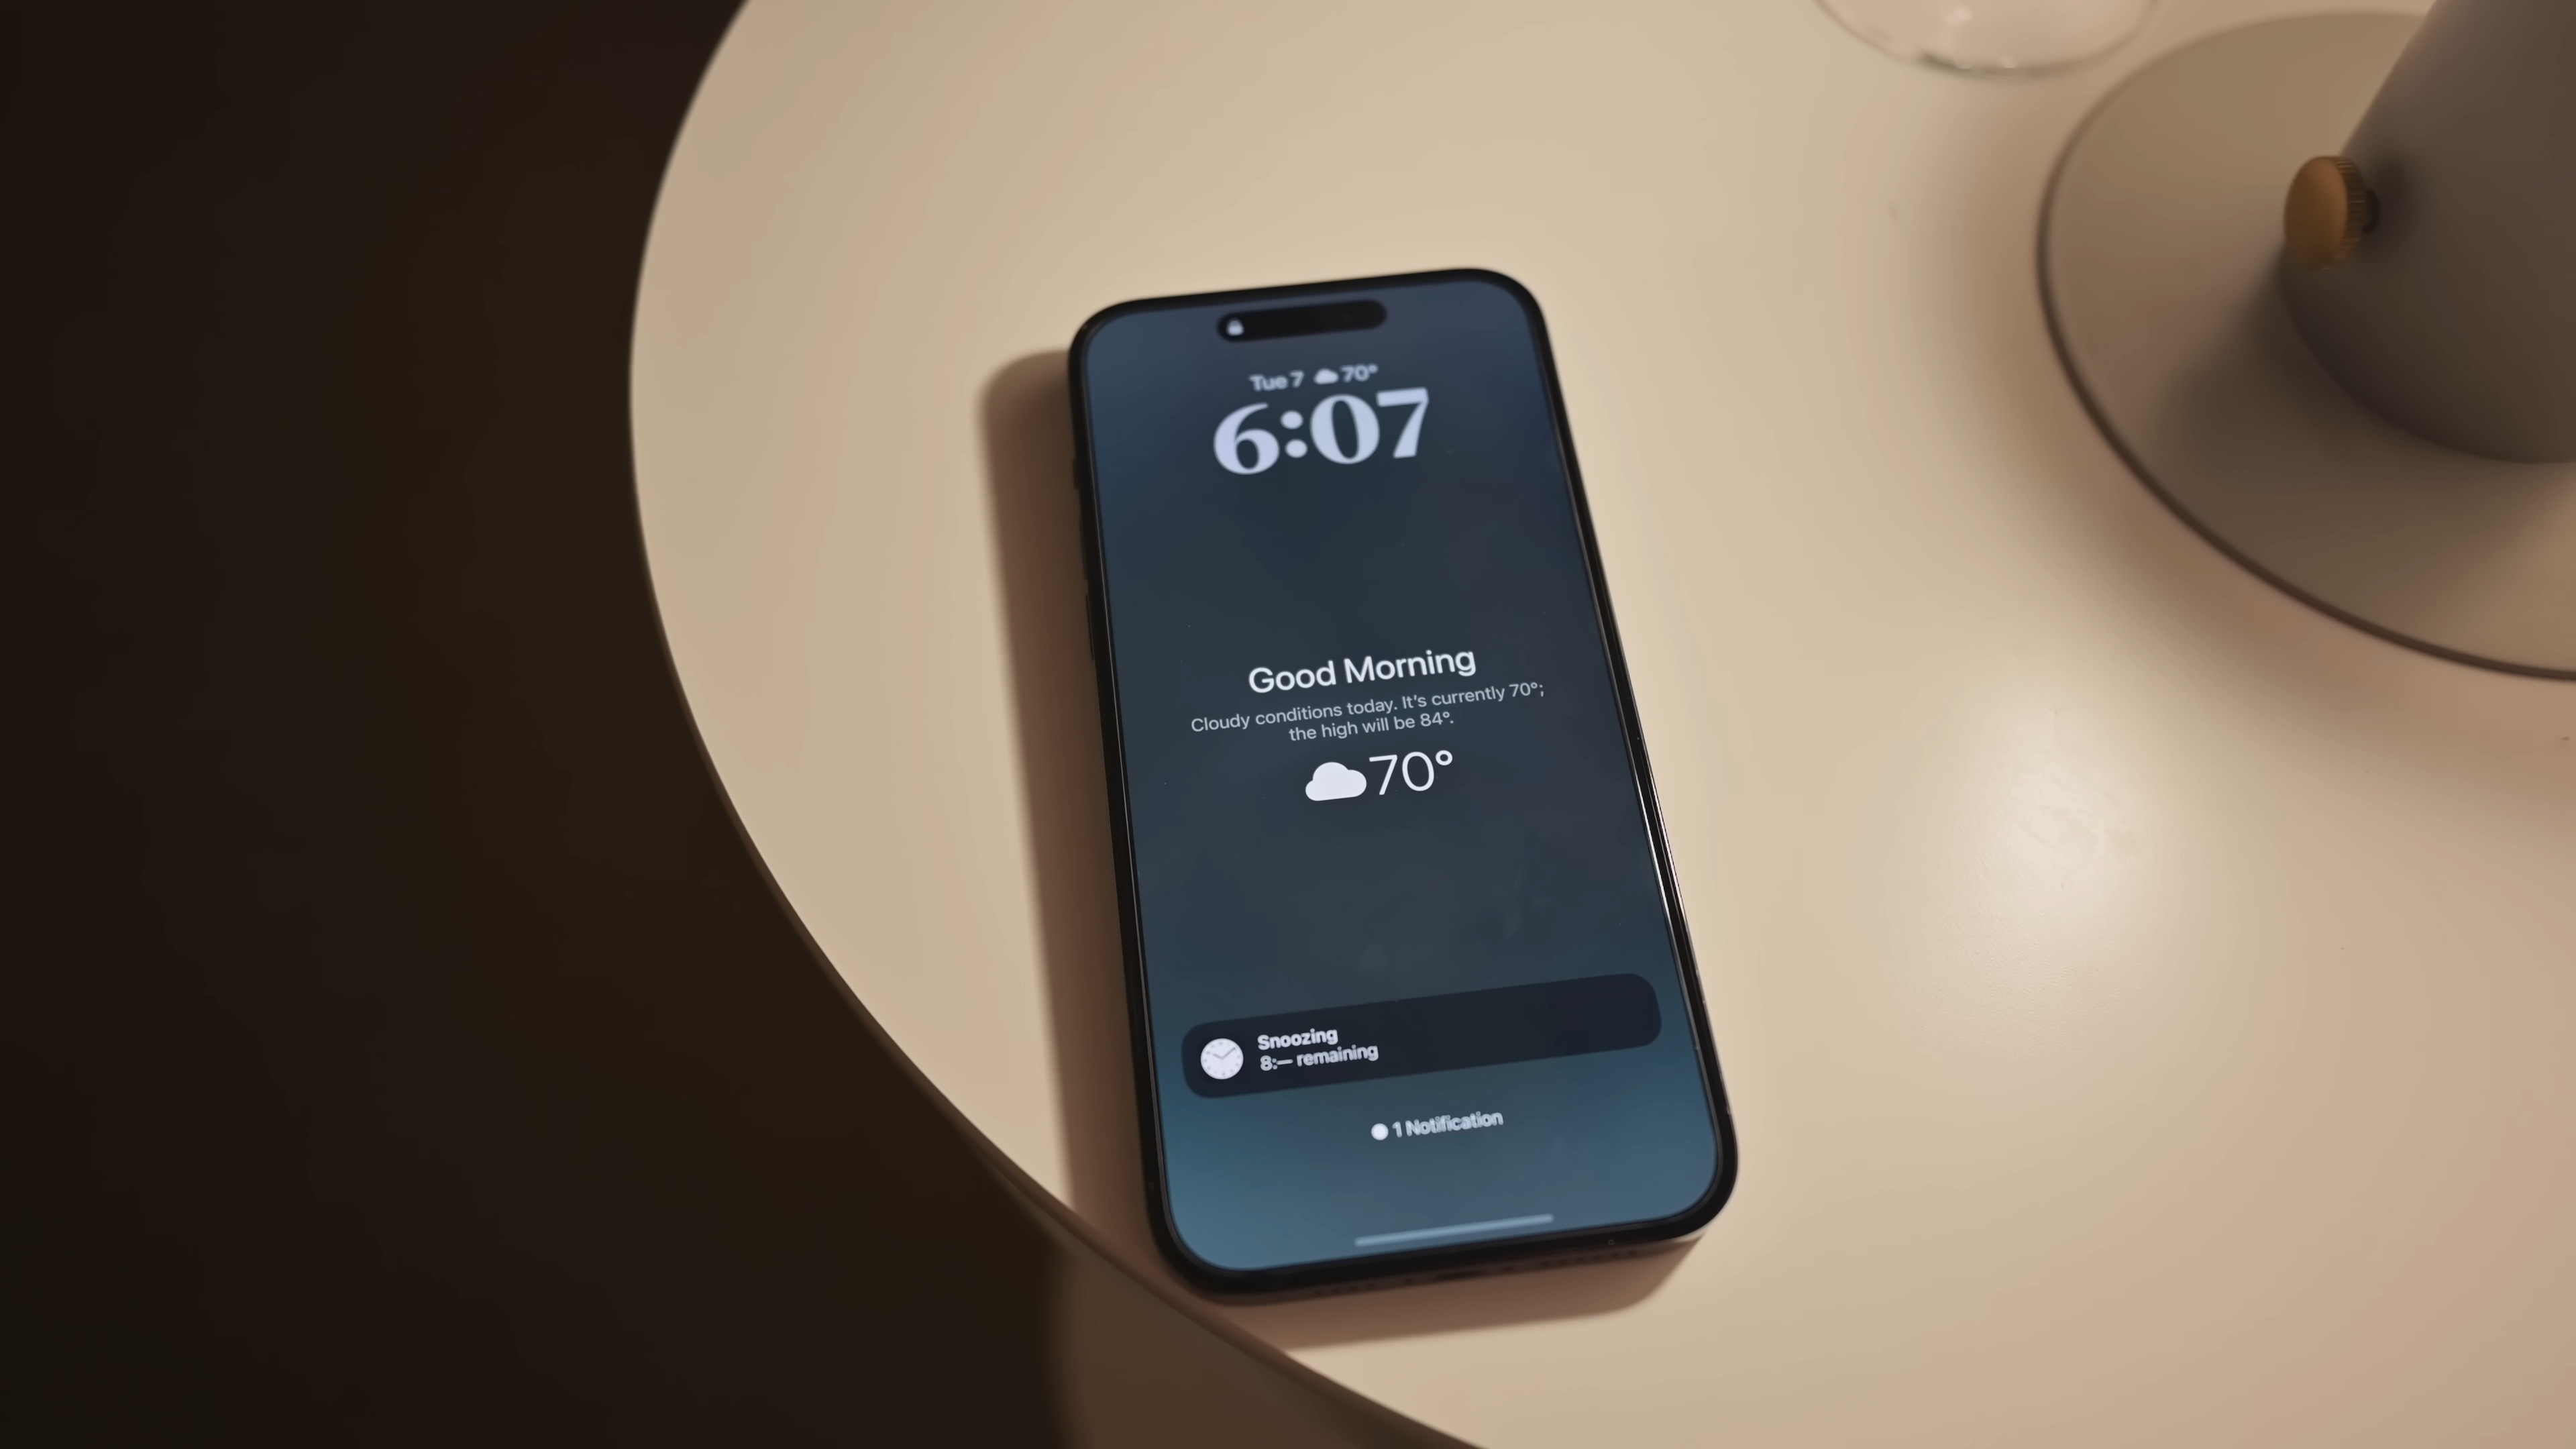 Tue 7 70°
6:07
Good Morning
Cloudy conditions today. It's currently 70°;
the high will be 84°.
70°
Snoozing
8:–– remaining
1 Notification